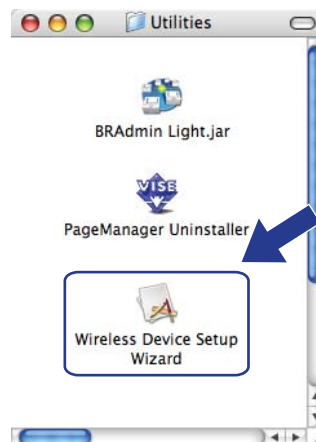 Utilities
BRAdmin Light.jar
VISE
PageManager Uninstaller
Wireless Device Setup
Wizard